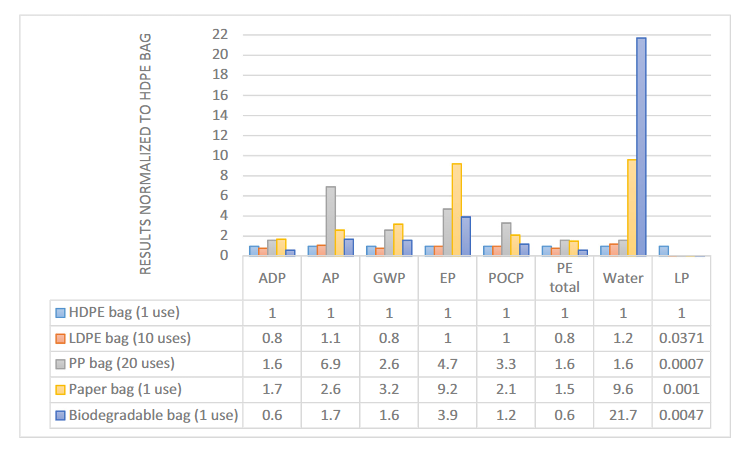 RESULTS NORMALIZED TO HDPE BAG
22
20
18
16
14
12
10
8
6
4
2
0
ADP AP GWP EP POCP PE total Water LP
HDPE bag (1 use) 1 1 1 1 1 1 1 1
LDPE bag (10 uses) 0.8 1.1 0.8 1 1 0.8 1.2 0.0371
PP bag (20 uses) 1.6 6.9 2.6 4.7 3.3 1.6 1.6 0.0007
Paper bag (1 use) 1.7 2.6 3.2 9.2 2.1 1.5 9.6 0.001
Biodegradable bag (1 use) 0.6 1.7 1.6 3.9 1.2 0.6 21.7 0.0047